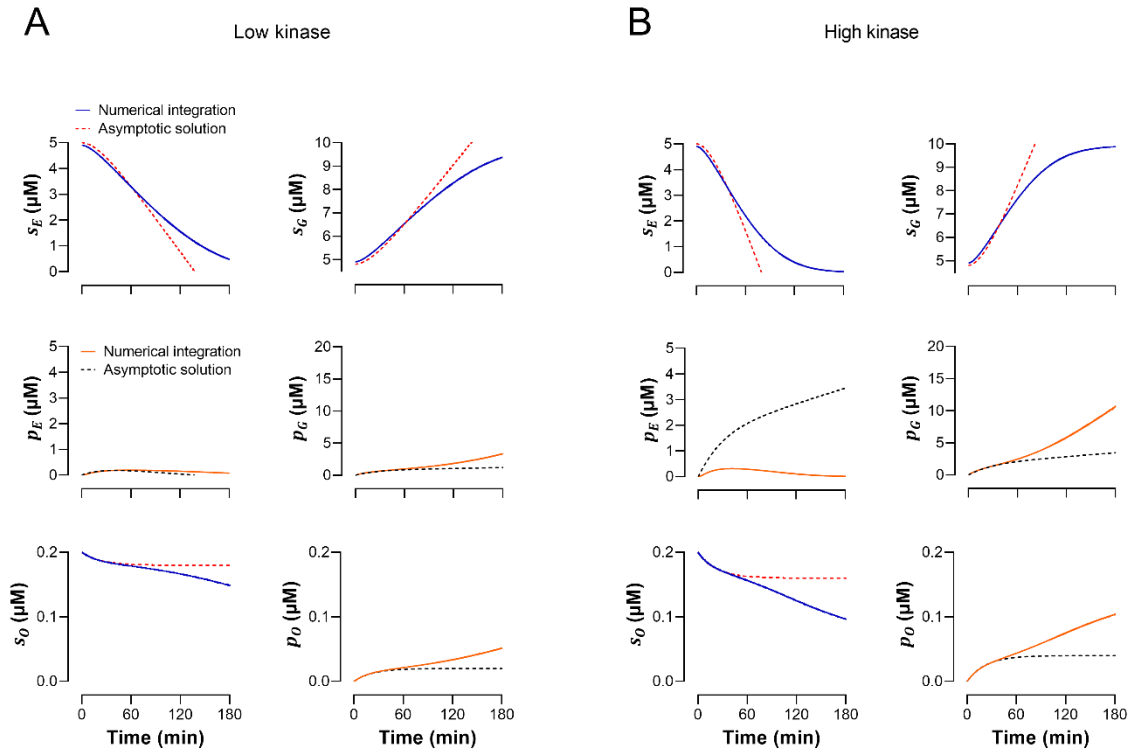 A
Low kinase
B
High kinase
Numerical integration
Asymptotic solution
5
4
3
2
1
0
s_E (μM)
10
9
8
7
6
5
s_G (μM)
5
4
3
2
1
0
s_E (μM)
10
9
8
7
6
5
s_G (μM)
Numerical integration
Asymptotic solution
5
4
3
2
1
0
p_E (μM)
20
15
10
5
0
p_G (μM)
5
4
3
2
1
0
p_E (μM)
20
15
10
5
0
p_G (μM)
0.2
0.1
0.0
s_O (μM)
0 60 120 180
Time (min)
0.2
0.1
0.0
p_O (μM)
0 60 120 180
Time (min)
0.2
0.1
0.0
s_O (μM)
0 60 120 180
Time (min)
0.2
0.1
0.0
p_O (μM)
0 60 120 180
Time (min)